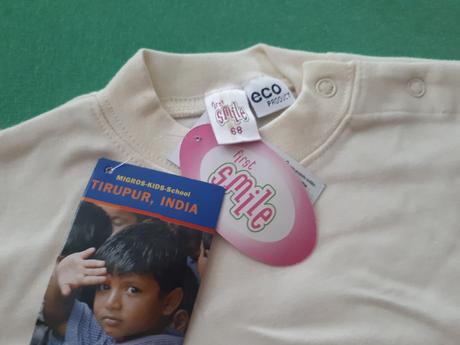 eco
PRODUCT
first
smile
68
first
smile
MIGROS-KIDS-School
TIRUPUR, INDIA